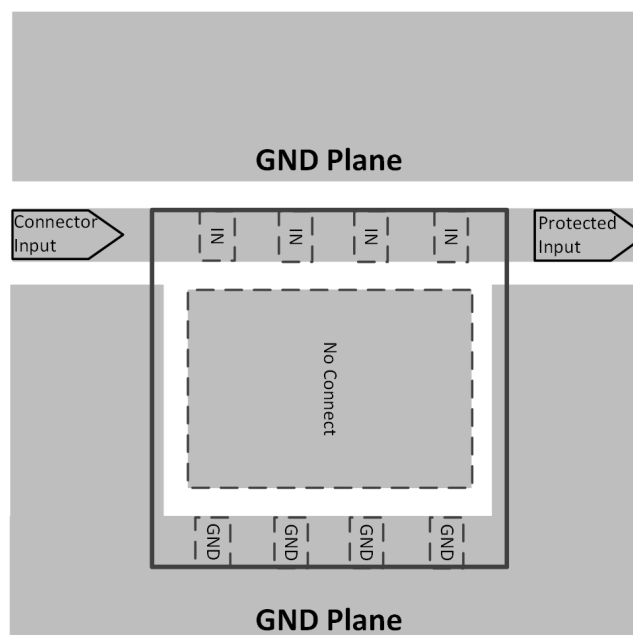 GND Plane
Connector
Input
IN
IN
IN
IN
Protected
Input
No Connect
GND
GND
GND
GND
GND Plane